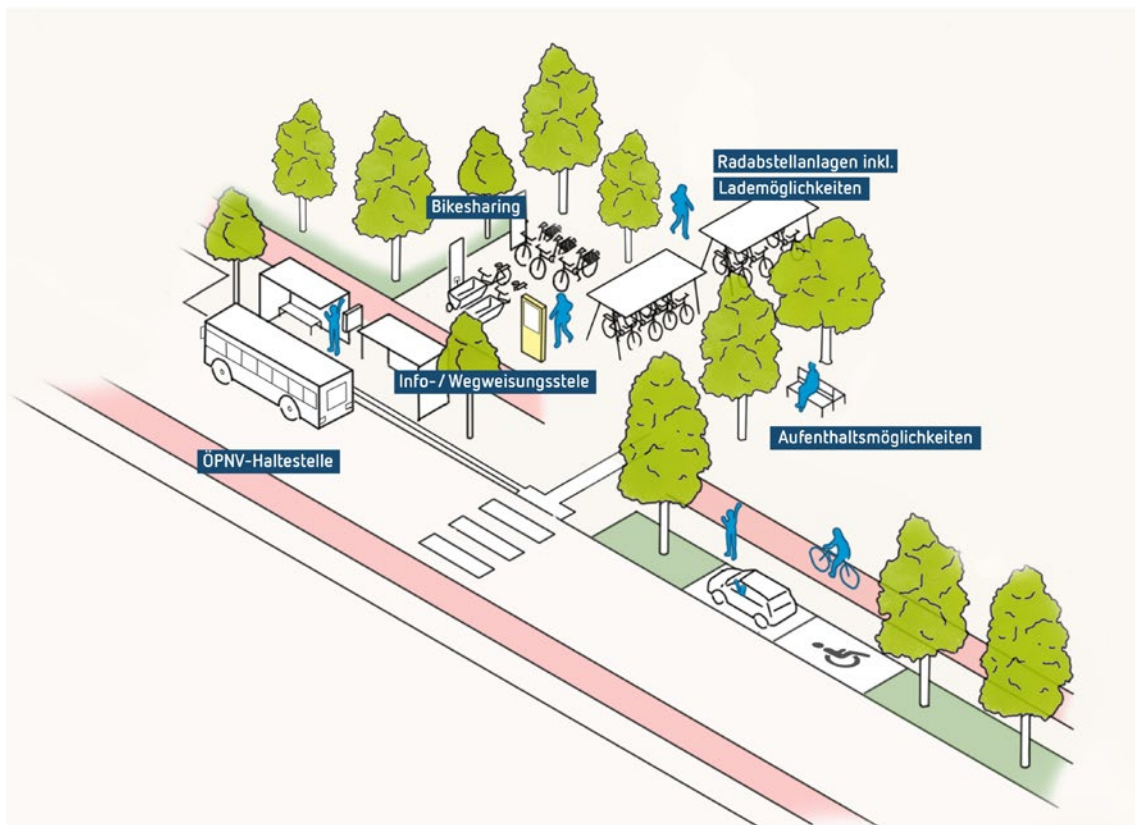 Radabstellanlagen inkl.
Lademöglichkeiten
Bikesharing
Info-/Wegweisungsstele
Aufenthaltsmöglichkeiten
ÖPNV-Haltestelle